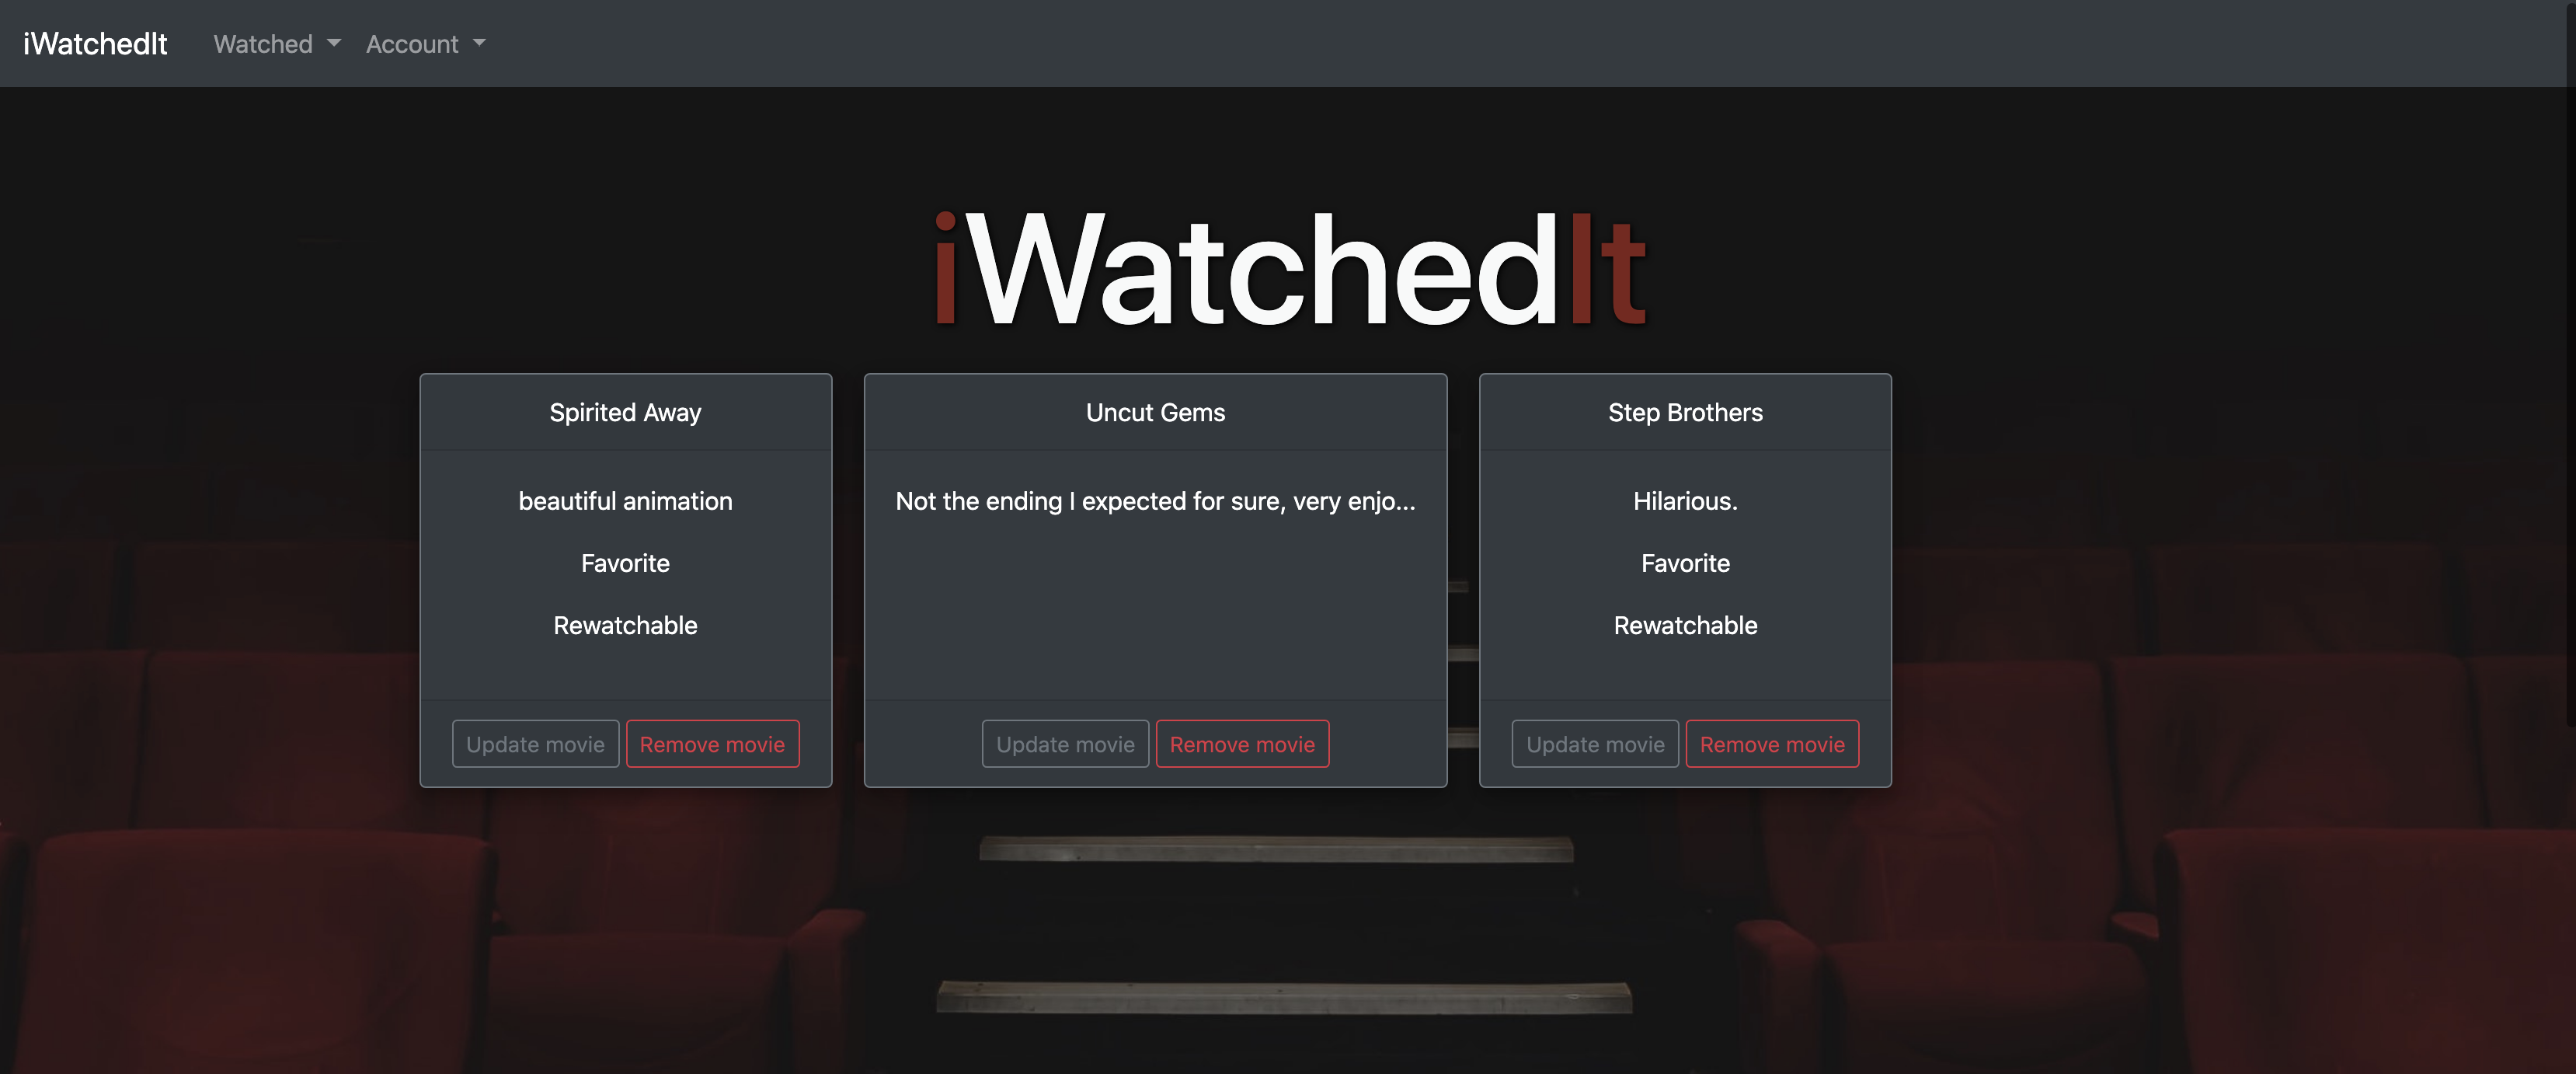 iWatchedIt Watched Account
iWatchedIt
Spirited Away
beautiful animation
Favorite
Rewatchable
Update movie Remove movie
Uncut Gems
Not the ending I expected for sure, very enjo...
Update movie Remove movie
Step Brothers
Hilarious.
Favorite
Rewatchable
Update movie Remove movie